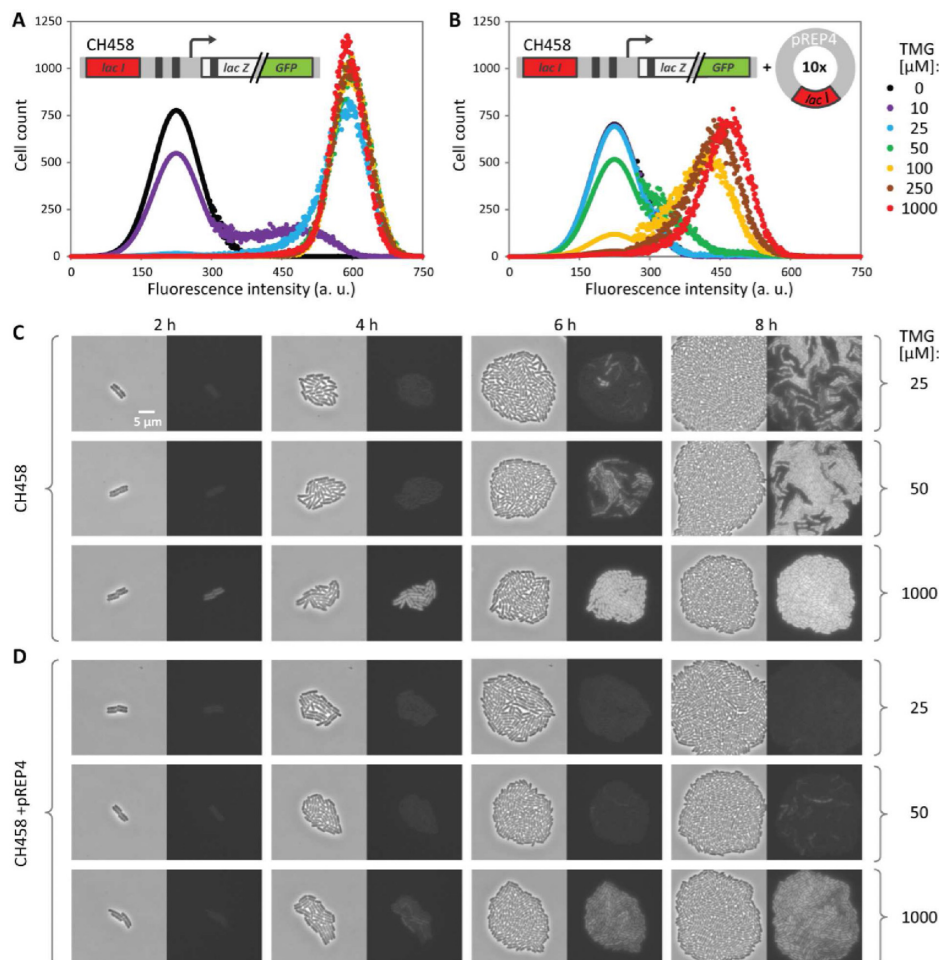 A
1250
1000
750
500
250
0
Cell count
CH458
lac I
lac Z
GFP
0 150 300 450 600 750
Fluorescence intensity (a. u.)
B
1250
1000
750
500
250
0
Cell count
CH458
lac I
lac Z
GFP
+
pREP4
10x
lac I
0 150 300 450 600 750
Fluorescence intensity (a. u.)
TMG
[µM]:
0
10
25
50
100
250
1000
2 h 4 h 6 h 8 h
C
TMG
[µM]:
5 µm
25
CH458
50
1000
D
25
CH458 +pREP4
50
1000